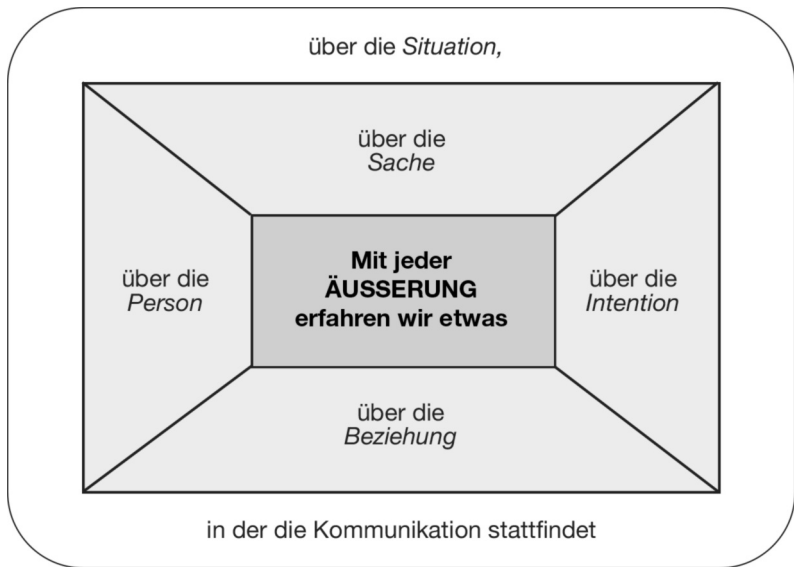 über die Situation,
über die
Sache
über die
Person
Mit jeder
ÄUSSERUNG
erfahren wir etwas
über die
Intention
über die
Beziehung
in der die Kommunikation stattfindet